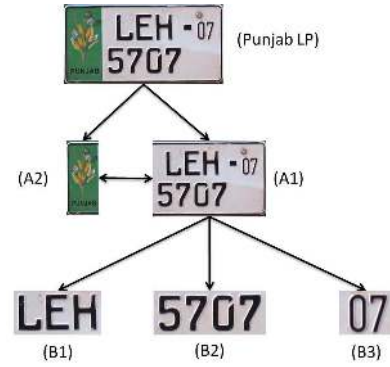 LEH - 07
5707
PUNJAB
(Punjab LP)
(A2)
PUNJAB
LEH - 07
5707
(A1)
LEH
5707
07
(B1)
(B2)
(B3)